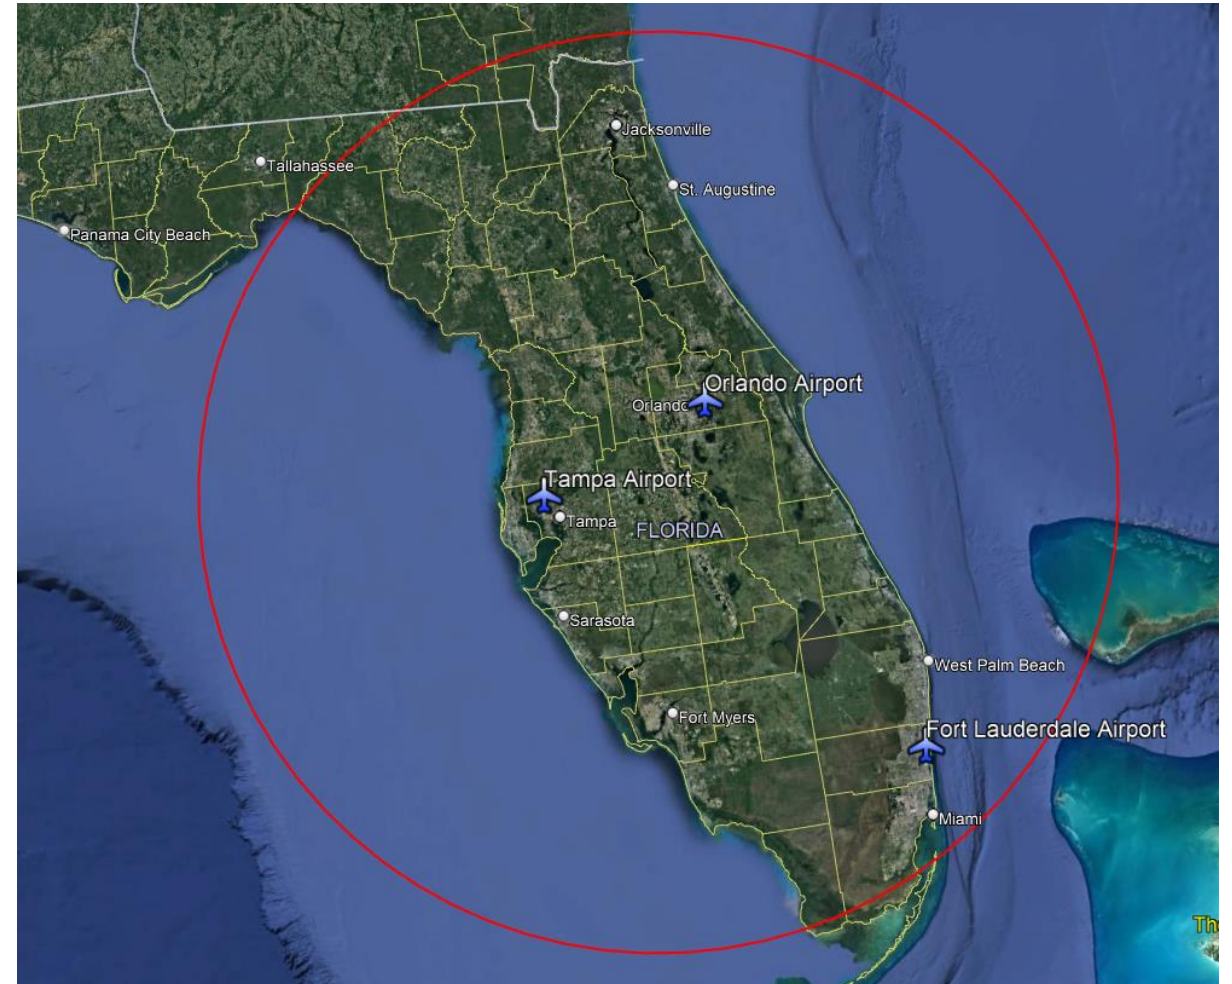 Jacksonville
Tallahassee
St. Augustine
Panama City Beach
Orlando Airport
Orlando
Tampa Airport
Tampa
FLORIDA
Sarasota
West Palm Beach
Fort Myers
Fort Lauderdale Airport
Miami